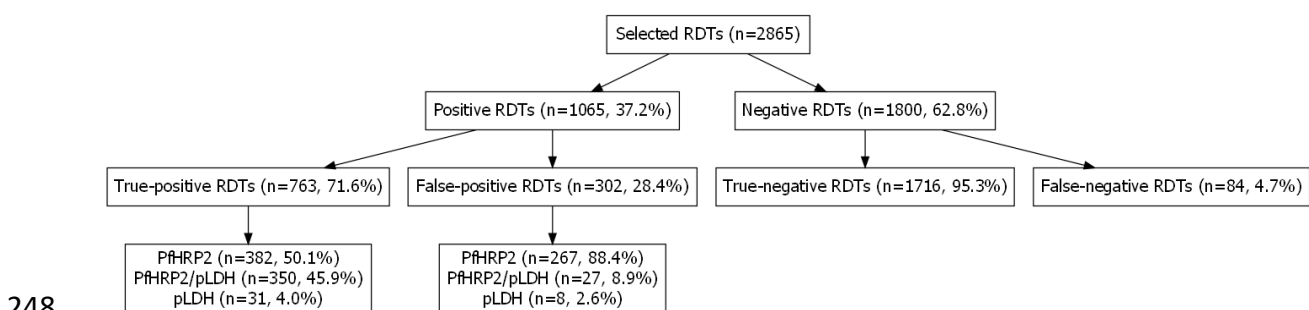 Selected RDTs (n=2865)
Positive RDTs (n=1065, 37.2%)
Negative RDTs (n=1800, 62.8%)
True-positive RDTs (n=763, 71.6%)
False-positive RDTs (n=302, 28.4%)
True-negative RDTs (n=1716, 95.3%)
False-negative RDTs (n=84, 4.7%)
PfHRP2 (n=382, 50.1%)
PfHRP2/pLDH (n=350, 45.9%)
pLDH (n=31, 4.0%)
PfHRP2 (n=267, 88.4%)
PfHRP2/pLDH (n=27, 8.9%)
pLDH (n=8, 2.6%)
248